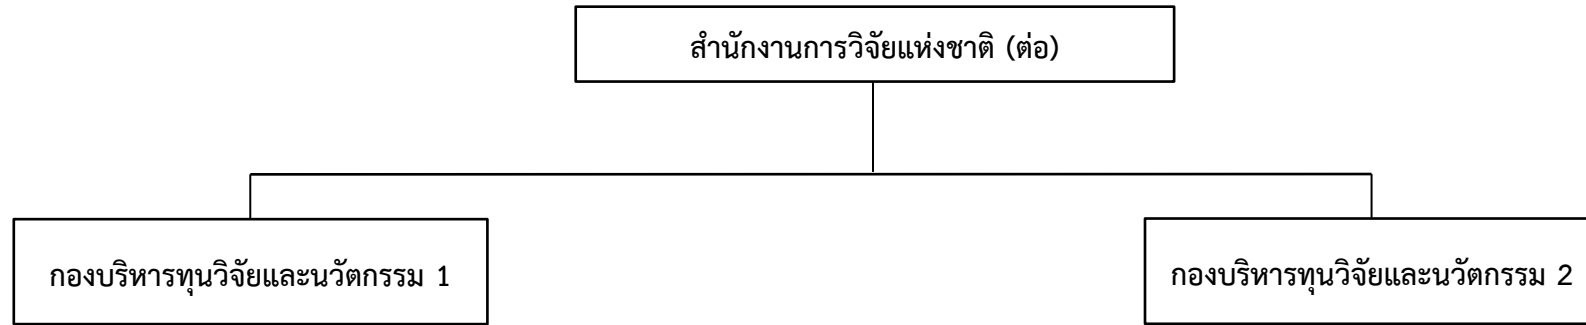 สำนักงานการวิจัยแห่งชาติ (ต่อ)
กองบริหารทุนวิจัยและนวัตกรรม 1
กองบริหารทุนวิจัยและนวัตกรรม 2